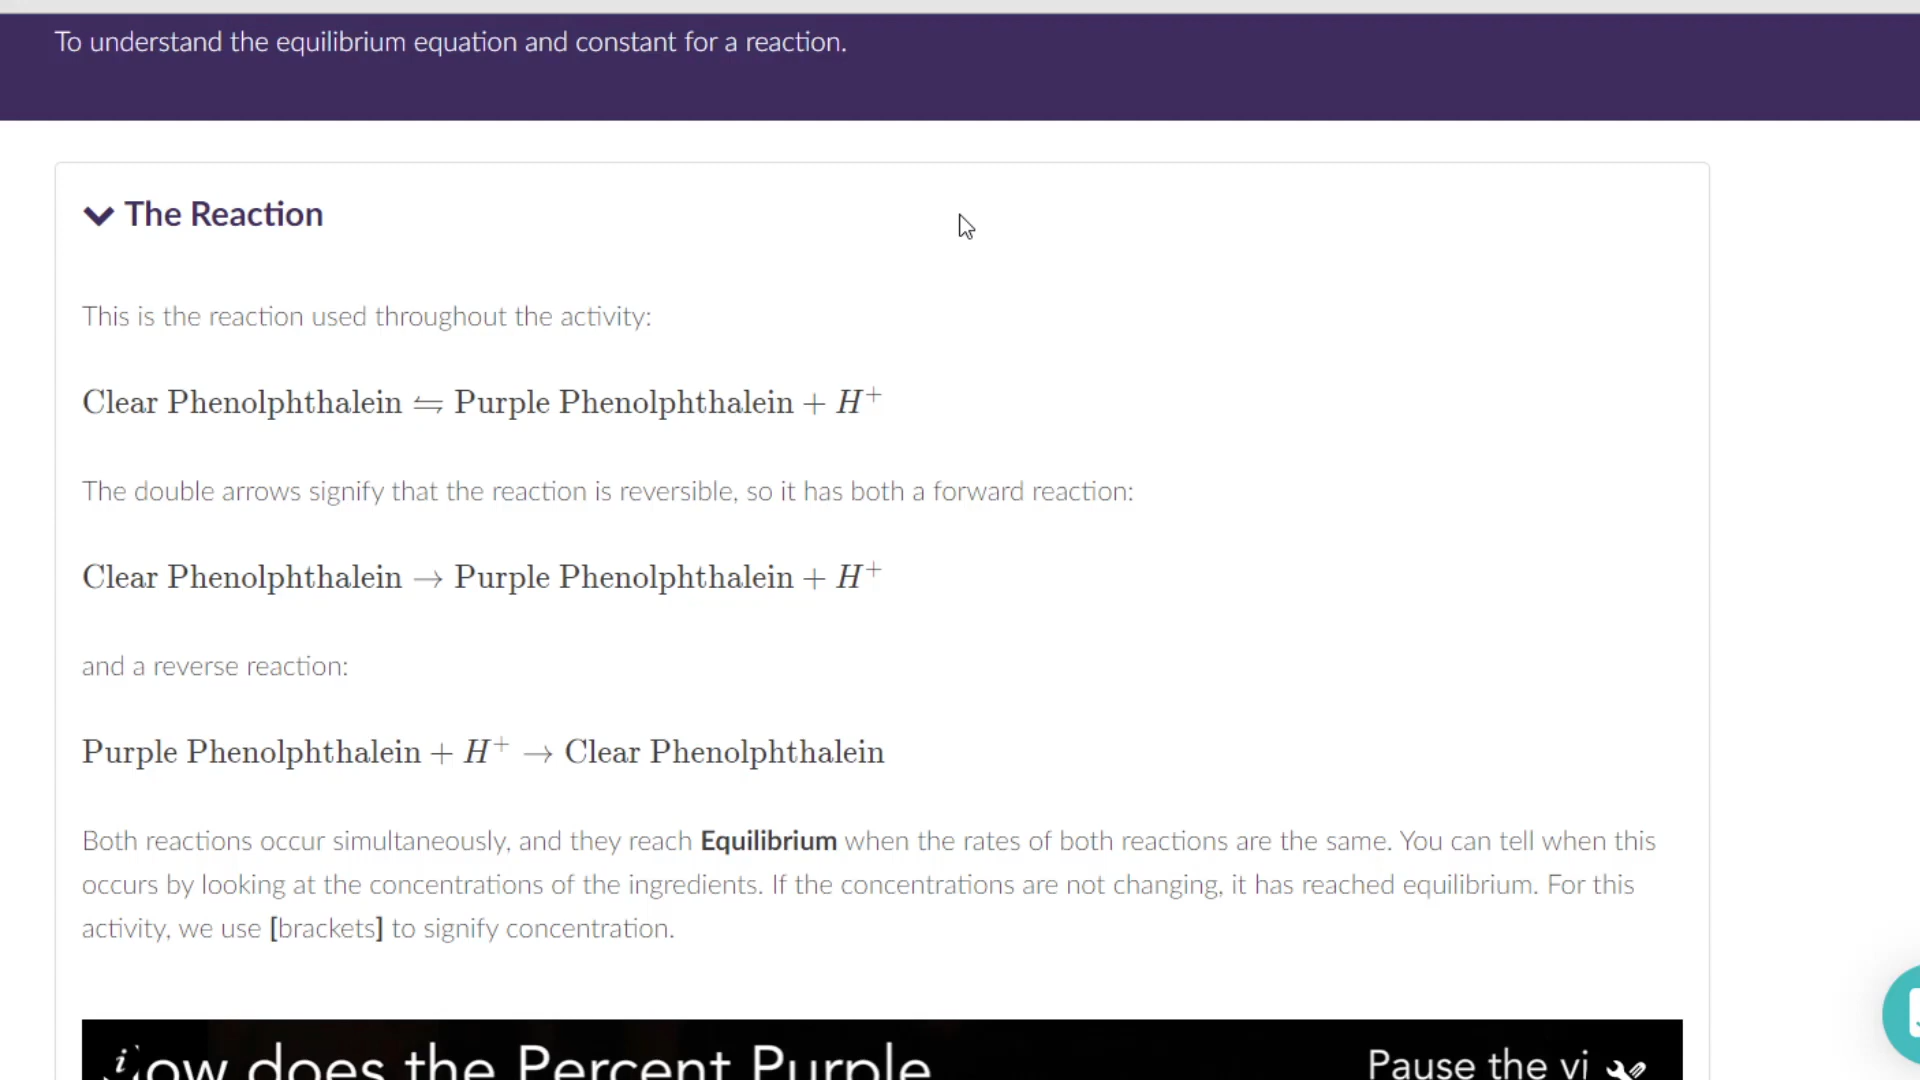 To understand the equilibrium equation and constant for a reaction.
The Reaction
This is the reaction used throughout the activity:
Clear Phenolphthalein ⇋ Purple Phenolphthalein + H⁺
The double arrows signify that the reaction is reversible, so it has both a forward reaction:
Clear Phenolphthalein → Purple Phenolphthalein + H⁺
and a reverse reaction:
Purple Phenolphthalein + H⁺ → Clear Phenolphthalein
Both reactions occur simultaneously, and they reach Equilibrium when the rates of both reactions are the same. You can tell when this
occurs by looking at the concentrations of the ingredients. If the concentrations are not changing, it has reached equilibrium. For this
activity, we use [brackets] to signify concentration.
does the Percent Purple
Pause the